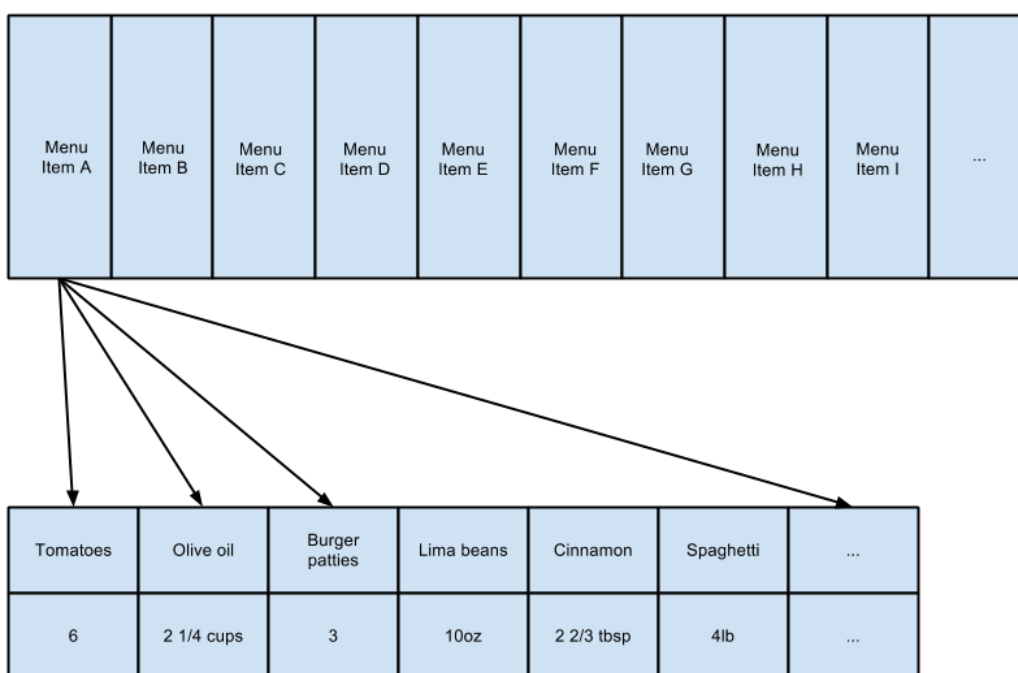 Menu
Item A
Menu
Item B
Menu
Item C
Menu
Item D
Menu
Item E
Menu
Item F
Menu
Item G
Menu
Item H
Menu
Item I
...
Tomatoes
Olive oil
Burger
patties
Lima beans
Cinnamon
Spaghetti
...
6
2 1/4 cups
3
10oz
2 2/3 tbsp
4lb
...